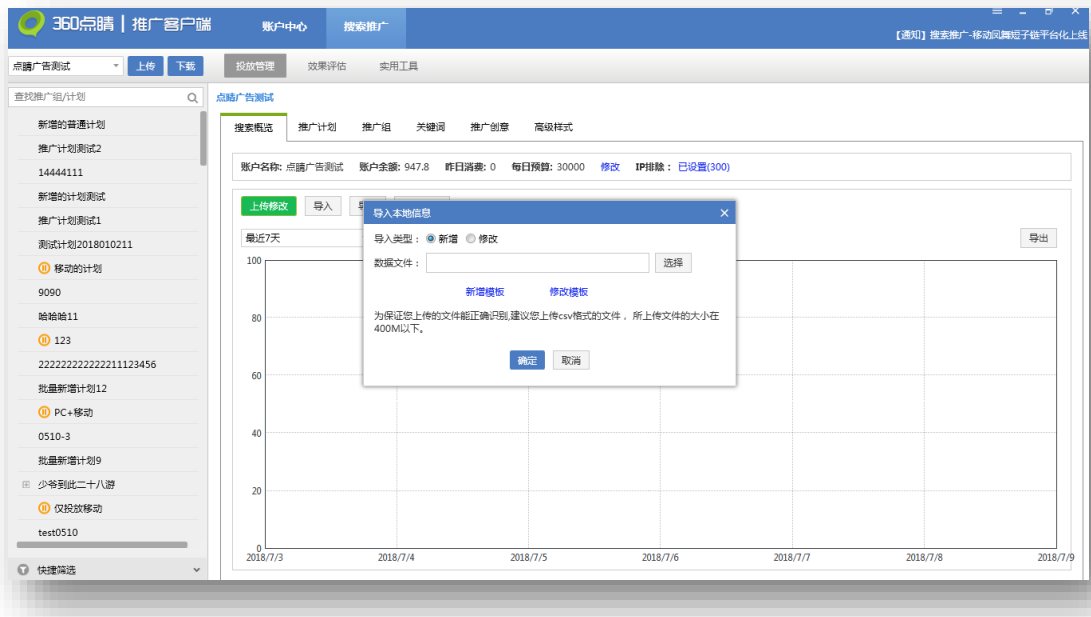 360点睛 | 推广客户端
账户中心
搜索推广
【通知】搜索推广-移动凤舞短子链平台化上线
点睛广告测试
上传
下载
投放管理
效果评估
实用工具
查找推广组/计划
新增的普通计划
推广计划测试2
14444111
新增的计划测试
推广计划测试1
测试计划2018010211
移动的计划
9090
哈哈哈11
123
222222222222211123456
批量新增计划12
PC+移动
0510-3
批量新增计划9
少爷到此二十八游
仅投放移动
test0510
快捷筛选
点睛广告测试
搜索概览
推广计划
推广组
关键词
推广创意
高级样式
账户名称: 点睛广告测试 账户余额: 947.8 昨日消费: 0 每日预算: 30000 修改 IP排除： 已设置(300)
上传修改
导入
最近7天
导出
导入本地信息
导入类型： 新增 修改
数据文件：
选择
新增模板
修改模板
为保证您上传的文件能正确识别,建议您上传csv格式的文件， 所上传文件的大小在
400M以下。
确定
取消
100
80
60
40
20
0
2018/7/3
2018/7/4
2018/7/5
2018/7/6
2018/7/7
2018/7/8
2018/7/9